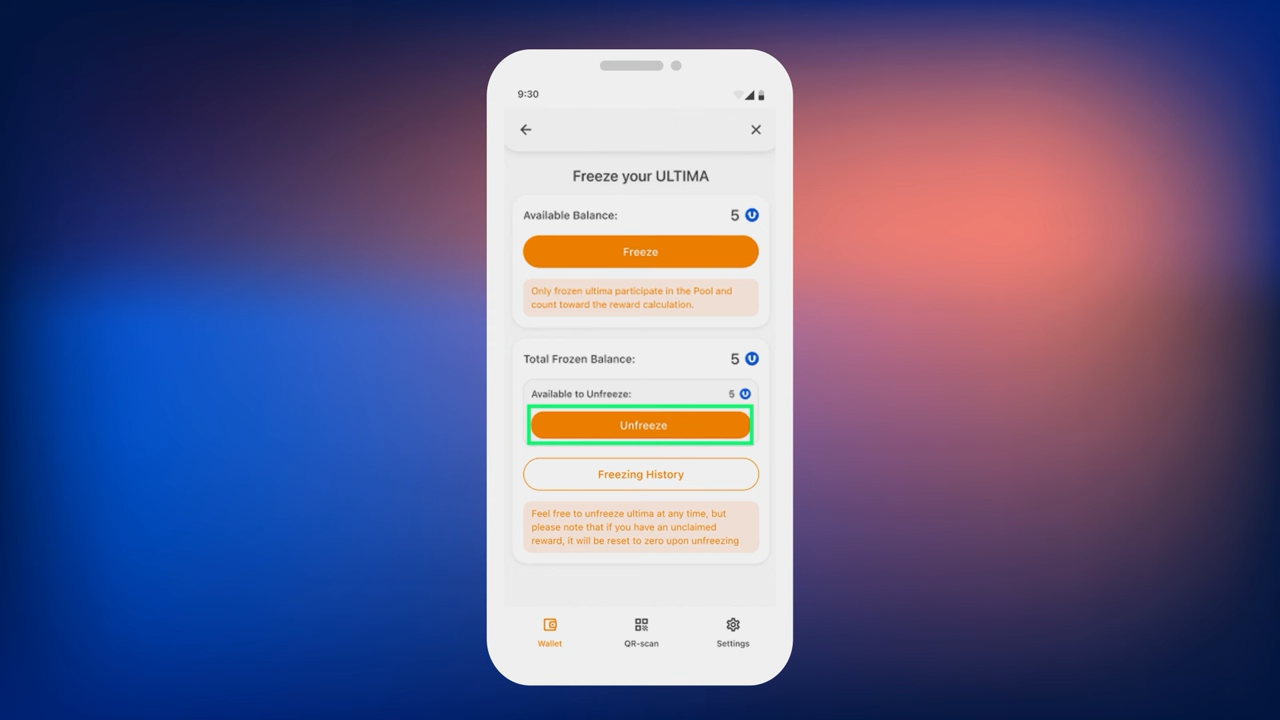 9:30
Freeze your ULTIMA
Available Balance: 5
Freeze
Only frozen ultima participate in the Pool and
count toward the reward calculation.
Total Frozen Balance: 5
Available to Unfreeze: 5
Unfreeze
Freezing History
Feel free to unfreeze ultima at any time, but
please note that if you have an unclaimed
reward, it will be reset to zero upon unfreezing
Wallet QR-scan Settings